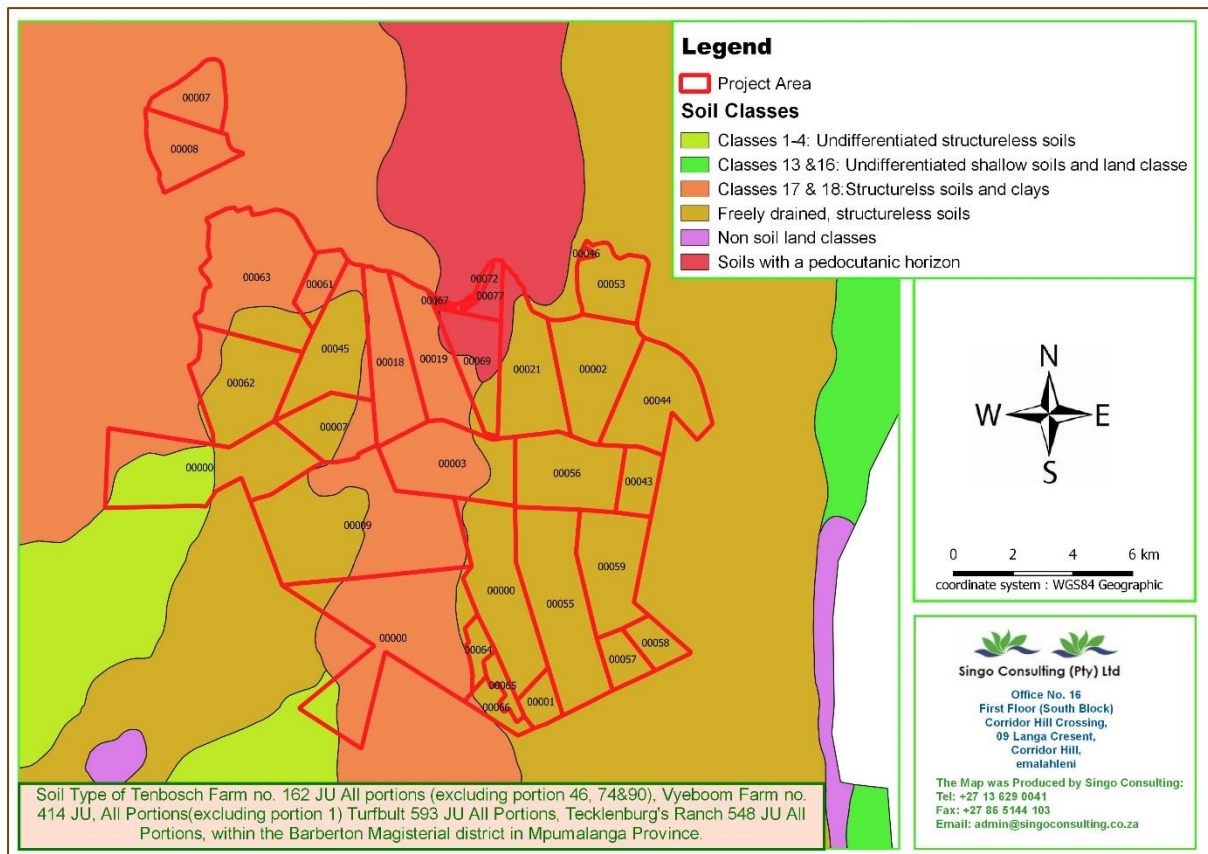 Legend
Project Area
Soil Classes
Classes 1-4: Undifferentiated structureless soils
Classes 13 &16: Undifferentiated shallow soils and land classe
Classes 17 & 18:Structurelss soils and clays
Freely drained, structureless soils
Non soil land classes
Soils with a pedocutanic horizon
00007
00008
00063
00061
00046
00053
00072
00067
00077
00045
00018
00019
00069
00021
00002
00062
00044
00007
00000
00003
00056
00043
00009
00000
00055
00059
00000
00064
00058
00057
00065
00066
00001
N
W
E
S
0 2 4 6 km
coordinate system : WGS84 Geographic
Singo Consulting (Pty) Ltd
Office No. 16
First Floor (South Block)
Corridor Hill Crossing,
09 Langa Cresent,
Corridor Hill,
emalahleni
The Map was Produced by Singo Consulting:
Tel: +27 13 629 0041
Fax: +27 86 5144 103
Email: admin@singoconsulting.co.za
Soil Type of Tenbosch Farm no. 162 JU All portions (excluding portion 46, 74&90), Vyeboom Farm no.
414 JU, All Portions(excluding portion 1) Turfbult 593 JU All Portions, Tecklenburg's Ranch 548 JU All
Portions, within the Barberton Magisterial district in Mpumalanga Province.